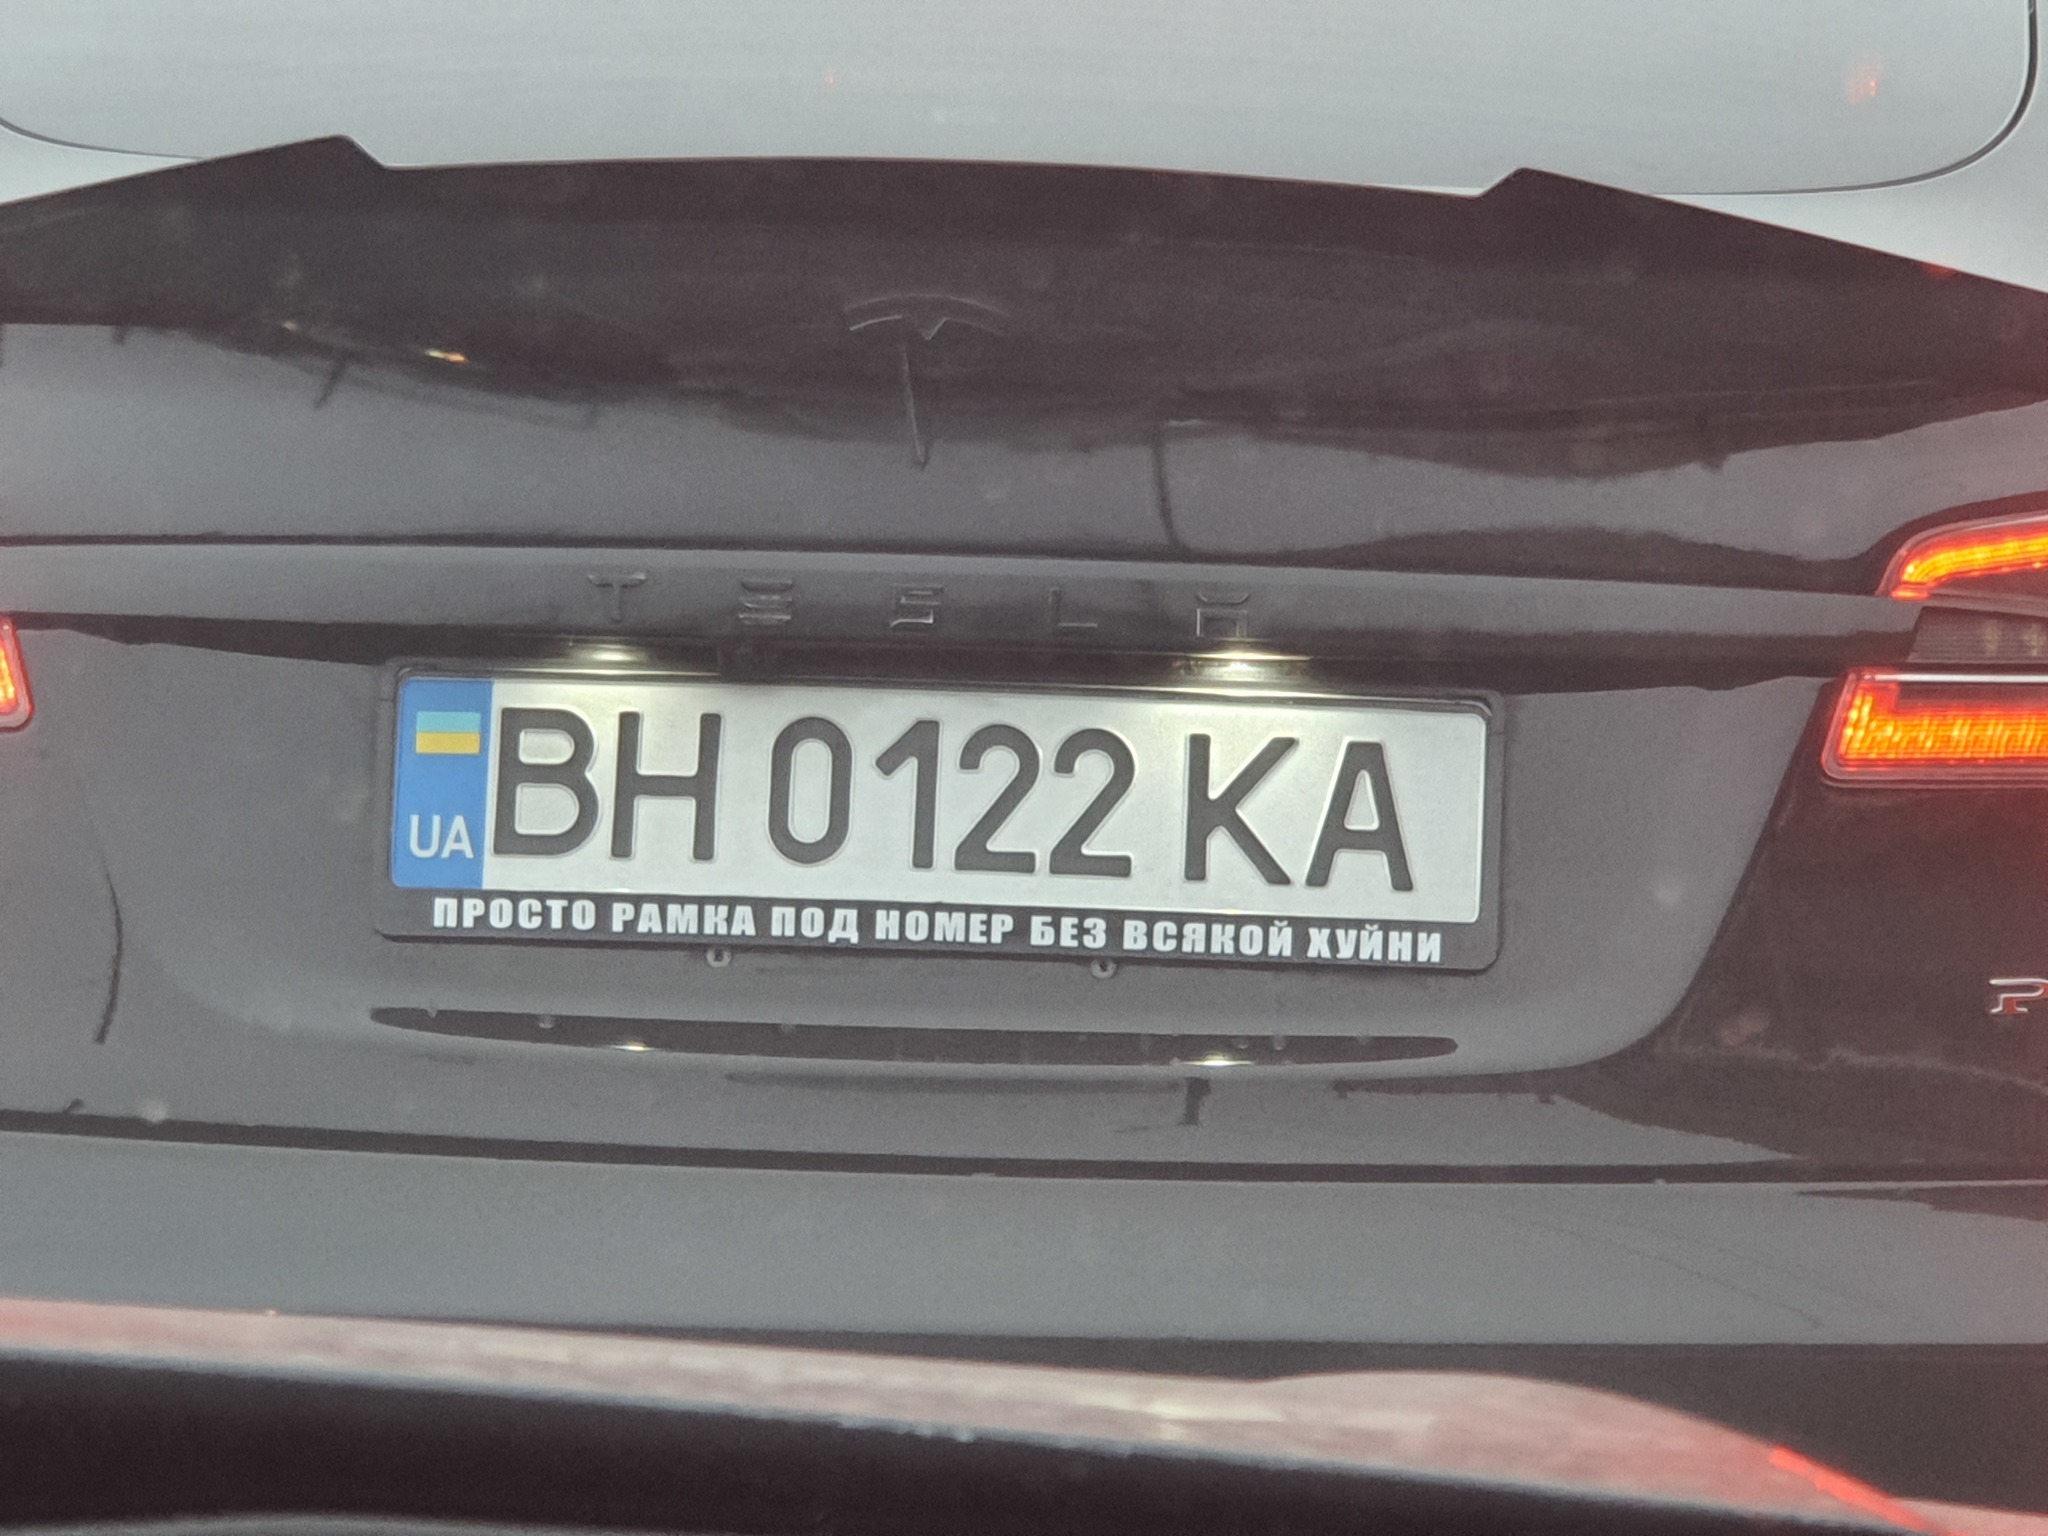 TESLA
UA
BH 0122 KA
ПРОСТО РАМКА ПОД НОМЕР БЕЗ ВСЯКОЙ ХУЙНИ
P